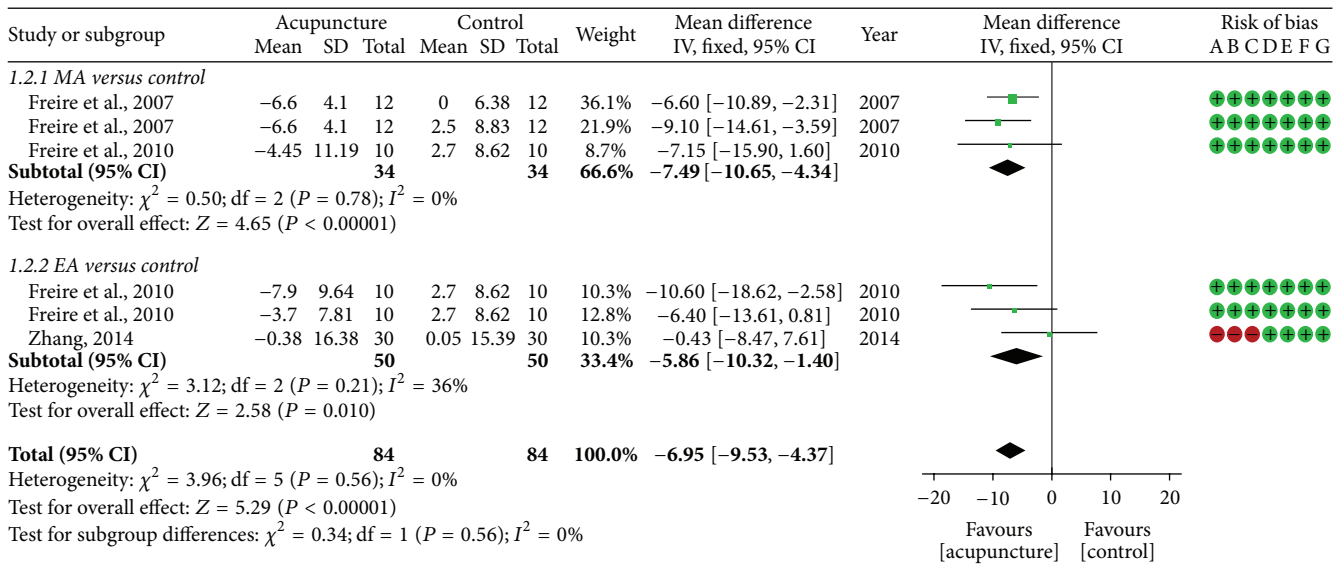 Study or subgroup Acupuncture Control Weight Mean difference Year Mean difference Risk of bias
Mean SD Total Mean SD Total IV, fixed, 95% CI IV, fixed, 95% CI A B C D E F G
1.2.1 MA versus control
Freire et al., 2007 −6.6 4.1 12 0 6.38 12 36.1% −6.60 [−10.89, −2.31] 2007 + + + + + + +
Freire et al., 2007 −6.6 4.1 12 2.5 8.83 12 21.9% −9.10 [−14.61, −3.59] 2007 + + + + + + +
Freire et al., 2010 −4.45 11.19 10 2.7 8.62 10 8.7% −7.15 [−15.90, 1.60] 2010 + + + + + + +
Subtotal (95% CI) 34 34 66.6% −7.49 [−10.65, −4.34]
Heterogeneity: χ² = 0.50; df = 2 (P = 0.78); I² = 0%
Test for overall effect: Z = 4.65 (P < 0.00001)
1.2.2 EA versus control
Freire et al., 2010 −7.9 9.64 10 2.7 8.62 10 10.3% −10.60 [−18.62, −2.58] 2010 + + + + + + +
Freire et al., 2010 −3.7 7.81 10 2.7 8.62 10 12.8% −6.40 [−13.61, 0.81] 2010 + + + + + + +
Zhang, 2014 −0.38 16.38 30 0.05 15.39 30 10.3% −0.43 [−8.47, 7.61] 2014 − − − + + + +
Subtotal (95% CI) 50 50 33.4% −5.86 [−10.32, −1.40]
Heterogeneity: χ² = 3.12; df = 2 (P = 0.21); I² = 36%
Test for overall effect: Z = 2.58 (P = 0.010)
Total (95% CI) 84 84 100.0% −6.95 [−9.53, −4.37]
Heterogeneity: χ² = 3.96; df = 5 (P = 0.56); I² = 0%
Test for overall effect: Z = 5.29 (P < 0.00001)
Test for subgroup differences: χ² = 0.34; df = 1 (P = 0.56); I² = 0%
−20 −10 0 10 20
Favours Favours
[acupuncture] [control]